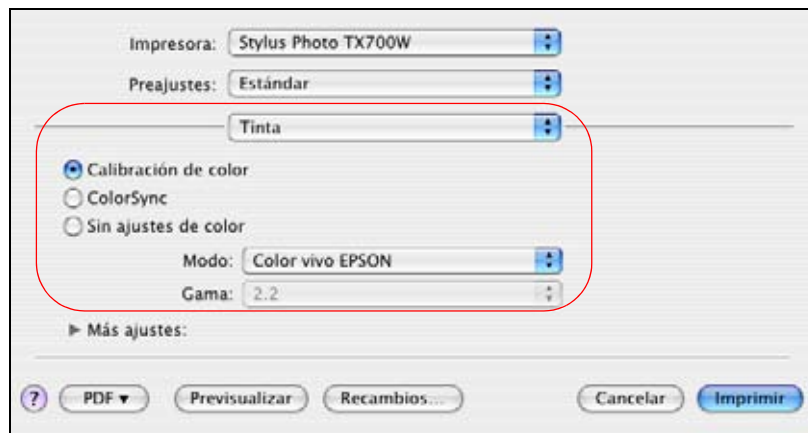 Impresora: Stylus Photo TX700W
Preajustes: Estándar
Tinta
Calibración de color
ColorSync
Sin ajustes de color
Modo: Color vivo EPSON
Gama: 2.2
Más ajustes:
? PDF Previsualizar Recambios... Cancelar Imprimir